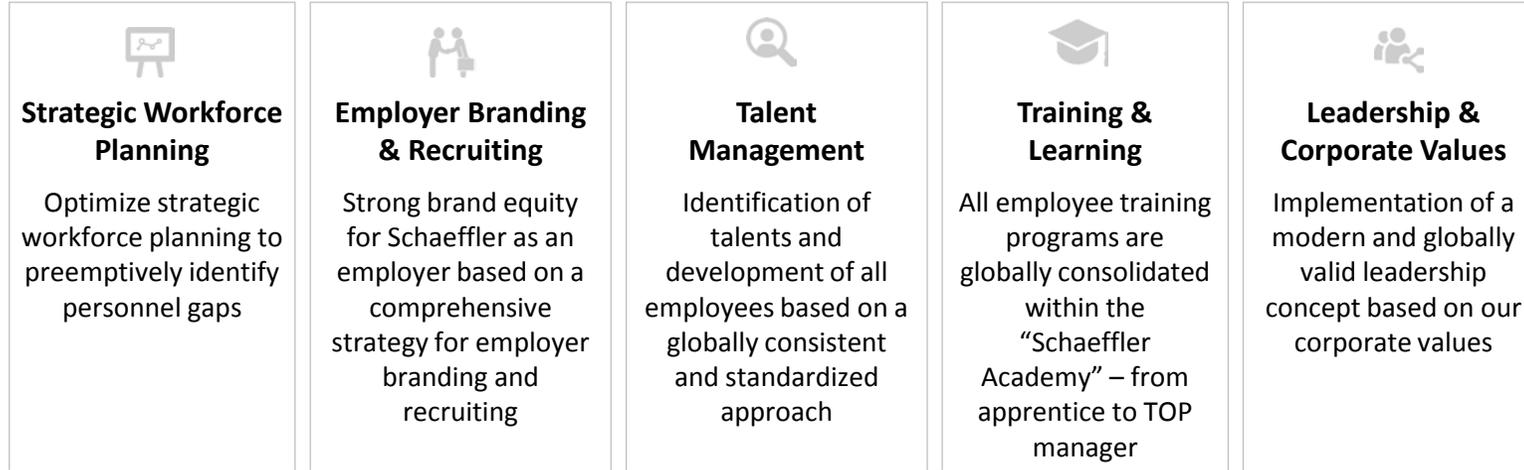 Strategic Workforce
Planning
Optimize strategic
workforce planning to
preemptively identify
personnel gaps
Employer Branding
& Recruiting
Strong brand equity
for Schaeffler as an
employer based on a
comprehensive
strategy for employer
branding and
recruiting
Talent
Management
Identification of
talents and
development of all
employees based on a
globally consistent
and standardized
approach
Training &
Learning
All employee training
programs are
globally consolidated
within the
“Schaeffler
Academy” – from
apprentice to TOP
manager
Leadership &
Corporate Values
Implementation of a
modern and globally
valid leadership
concept based on our
corporate values